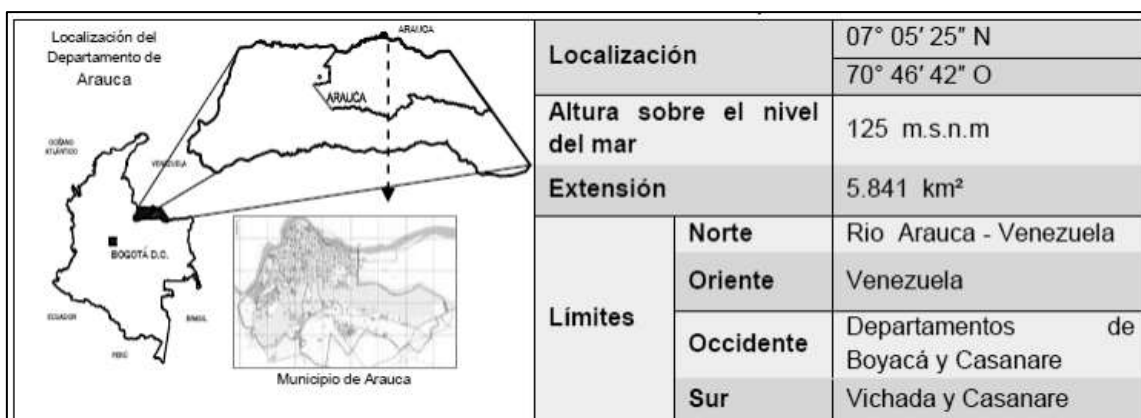 Localización del
Departamento de
Arauca
ARAUCA
ARAUCA
OCÉANO
ATLÁNTICO
VENEZUELA
BOGOTÁ D.C.
ECUADOR
BRASIL
PERÚ
Municipio de Arauca
Localización
07° 05′ 25″ N
70° 46′ 42″ O
Altura sobre el nivel
del mar
125 m.s.n.m
Extensión
5.841 km²
Límites
Norte
Rio Arauca - Venezuela
Oriente
Venezuela
Occidente
Departamentos de
Boyacá y Casanare
Sur
Vichada y Casanare